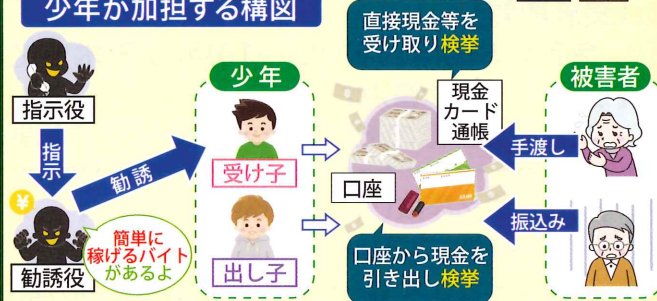 少年が加担する構図
直接現金等を
受け取り検挙
少年
被害者
指示役
現金
カード
通帳
指示
勧誘
受け子
手渡し
口座
¥
簡単に
稼げるバイト
があるよ
振込み
勧誘役
出し子
口座から現金を
引き出し検挙